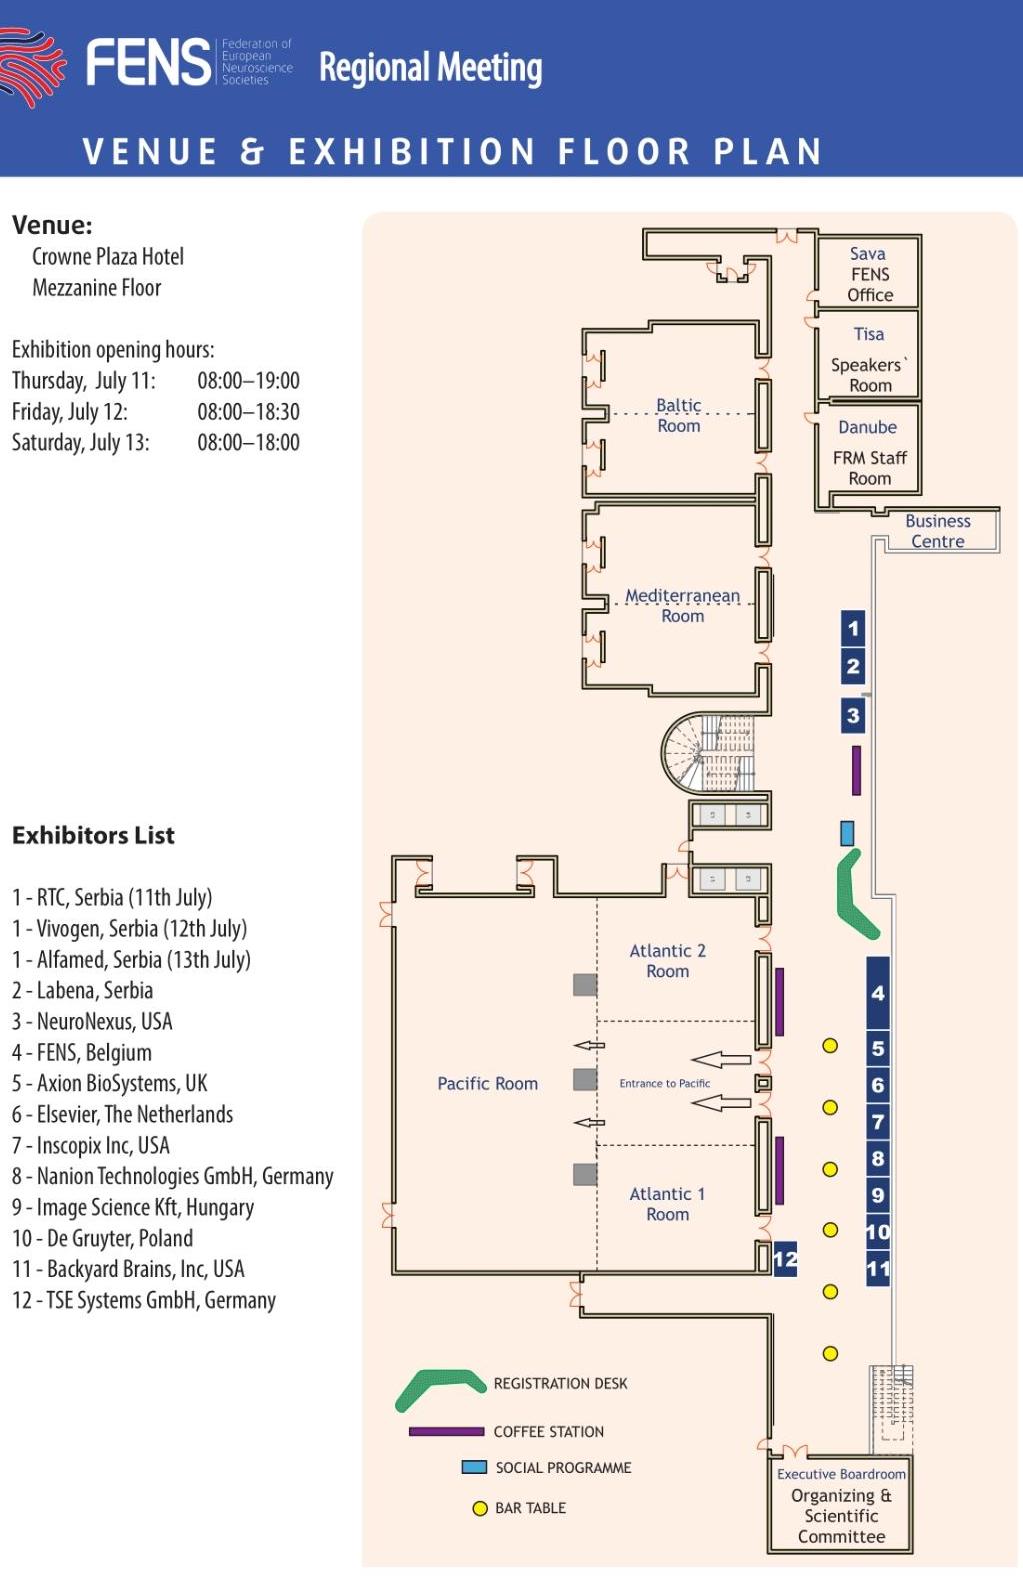 FENS
Federation of
European
Neuroscience
Societies
Regional Meeting
VENUE & EXHIBITION FLOOR PLAN
Venue:
Crowne Plaza Hotel
Mezzanine Floor
Exhibition opening hours:
Thursday, July 11: 08:00–19:00
Friday, July 12: 08:00–18:30
Saturday, July 13: 08:00–18:00
Exhibitors List
1 - RTC, Serbia (11th July)
1 - Vivogen, Serbia (12th July)
1 - Alfamed, Serbia (13th July)
2 - Labena, Serbia
3 - NeuroNexus, USA
4 - FENS, Belgium
5 - Axion BioSystems, UK
6 - Elsevier, The Netherlands
7 - Inscopix Inc, USA
8 - Nanion Technologies GmbH, Germany
9 - Image Science Kft, Hungary
10 - De Gruyter, Poland
11 - Backyard Brains, Inc, USA
12 - TSE Systems GmbH, Germany
Sava
FENS
Office
Tisa
Speakers`
Room
Baltic
Room
Danube
FRM Staff
Room
Business
Centre
Mediterranean
Room
1
2
3
Atlantic 2
Room
4
5
Pacific Room
Entrance to Pacific
6
7
8
Atlantic 1
Room
9
10
11
12
REGISTRATION DESK
COFFEE STATION
SOCIAL PROGRAMME
BAR TABLE
Executive Boardroom
Organizing &
Scientific
Committee